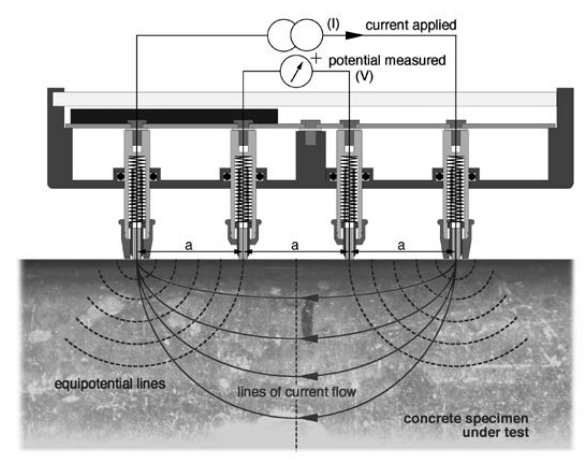 (I) current applied
+ potential measured
(V)
a a a
equipotential lines
lines of current flow
concrete specimen
under test